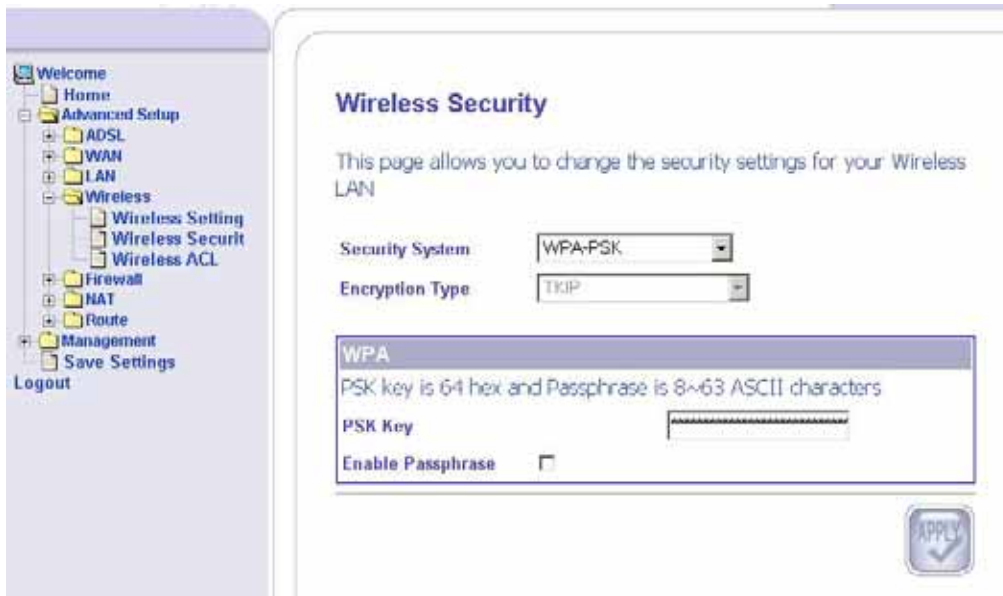 Welcome
Home
Advanced Setup
ADSL
WAN
LAN
Wireless
Wireless Setting
Wireless Securit
Wireless ACL
Firewall
NAT
Route
Management
Save Settings
Logout
Wireless Security
This page allows you to change the security settings for your Wireless
LAN
Security System WPA-PSK
Encryption Type TKIP
WPA
PSK key is 64 hex and Passphrase is 8~63 ASCII characters
PSK Key
Enable Passphrase
APPLY